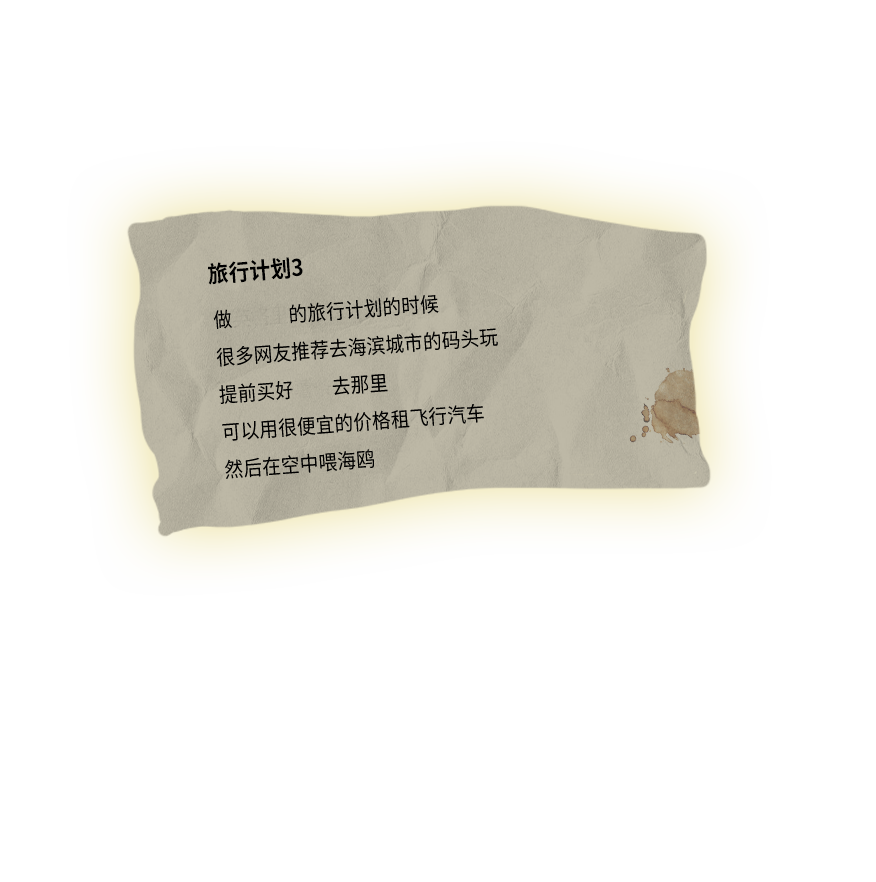 旅行计划3
做 的旅行计划的时候
很多网友推荐去海滨城市的码头玩
提前买好 去那里
可以用很便宜的价格租飞行汽车
然后在空中喂海鸥